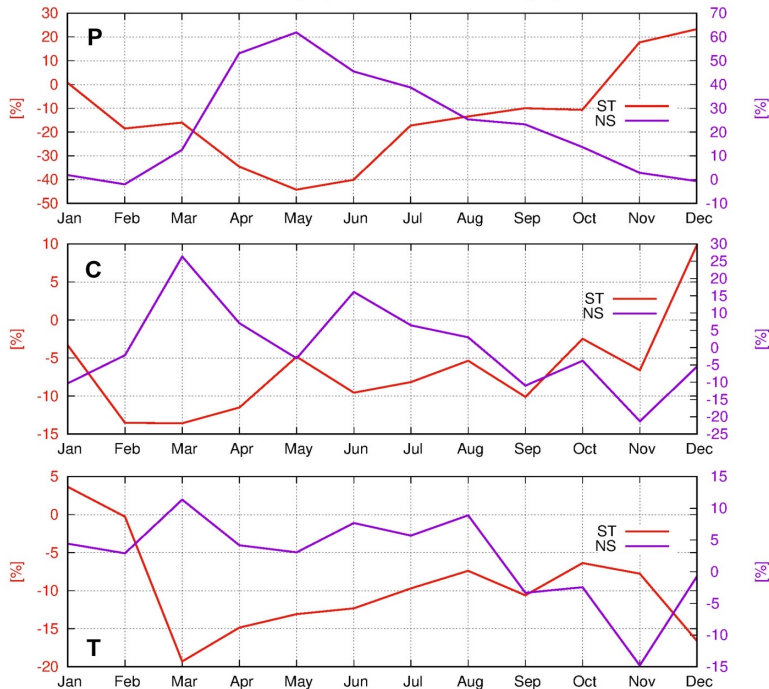 30 70
20 60
10 50
0 40
-10 30
-20 20
-30 10
-40 0
-50 -10
[%] [%]
P
ST
NS
Jan Feb Mar Apr May Jun Jul Aug Sep Oct Nov Dec
10 30
25
5 20
15
0 10
5
-5 0
-5
-10 -10
-15
-20
-15 -25
[%] [%]
C
ST
NS
Jan Feb Mar Apr May Jun Jul Aug Sep Oct Nov Dec
5 15
0 10
-5 5
0
-10 -5
-15 -10
-20 -15
[%] [%]
ST
NS
T
Jan Feb Mar Apr May Jun Jul Aug Sep Oct Nov Dec